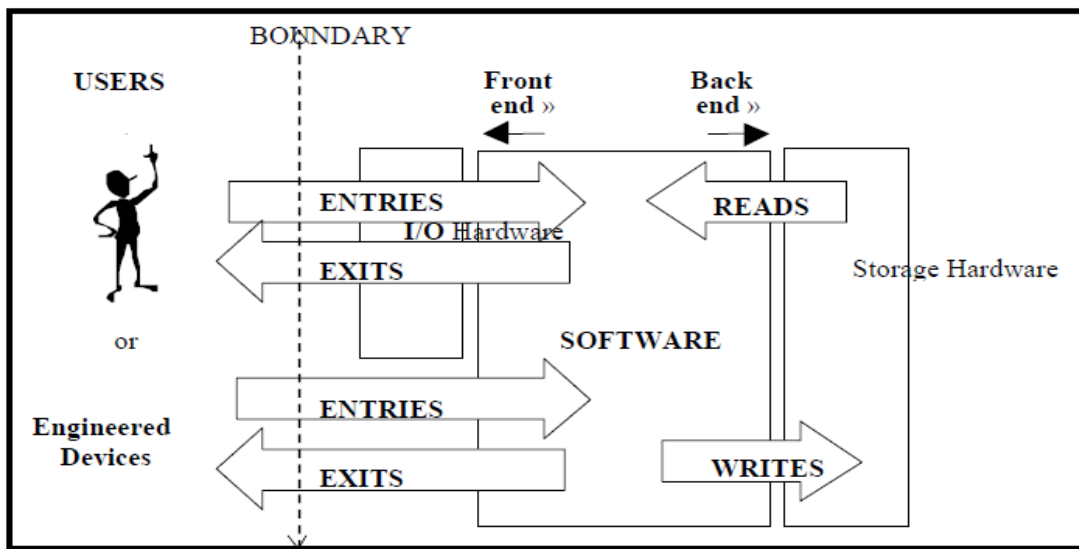 BOUNDARY
USERS
Front
end »
Back
end »
ENTRIES
READS
I/O Hardware
EXITS
Storage Hardware
or
SOFTWARE
ENTRIES
Engineered
Devices
EXITS
WRITES